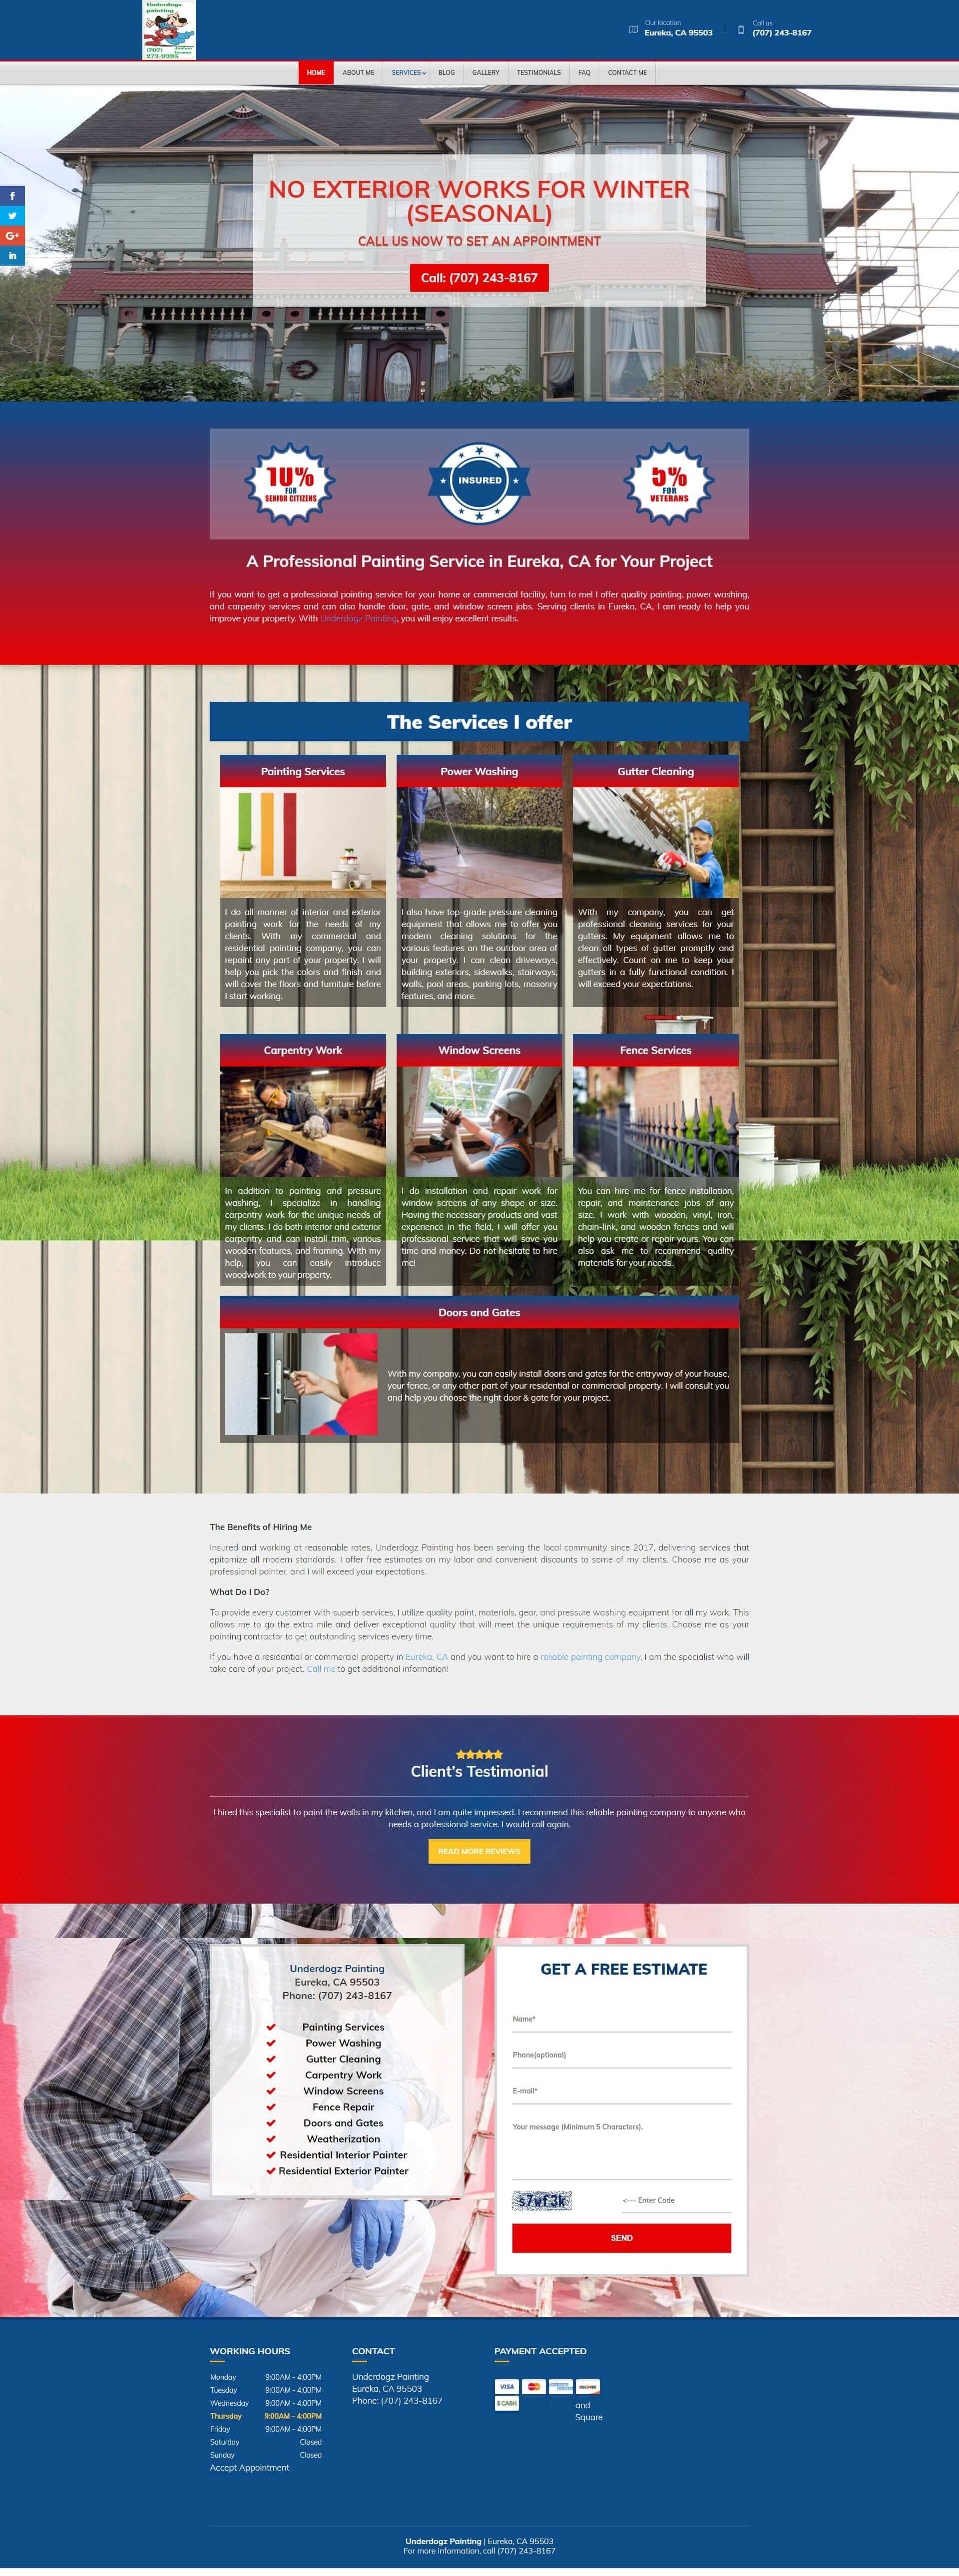 Underdogz
painting
(707)
273-9395
Our location
Eureka, CA 95503
Call us
(707) 243-8167
HOME
ABOUT ME
SERVICES
BLOG
GALLERY
TESTIMONIALS
FAQ
CONTACT ME
NO EXTERIOR WORKS FOR WINTER
(SEASONAL)
CALL US NOW TO SET AN APPOINTMENT
Call: (707) 243-8167
10%
FOR
SENIOR CITIZENS
INSURED
5%
FOR
VETERANS
A Professional Painting Service in Eureka, CA for Your Project
If you want to get a professional painting service for your home or commercial facility, turn to me! I offer quality painting, power washing,
and carpentry services and can also handle door, gate, and window screen jobs. Serving clients in Eureka, CA, I am ready to help you
improve your property. With Underdogz Painting, you will enjoy excellent results.
The Services I offer
Painting Services
I do all manner of interior and exterior
painting work for the needs of my
clients. With my commercial and
residential painting company, you can
repaint any part of your property. I will
help you pick the colors and finish and
will cover the floors and furniture before
I start working.
Power Washing
I also have top-grade pressure cleaning
equipment that allows me to offer you
modern cleaning solutions for the
various features on the outdoor area of
your property. I can clean driveways,
building exteriors, sidewalks, stairways,
walls, pool areas, parking lots, masonry
features, and more.
Gutter Cleaning
With my company, you can get
professional cleaning services for your
gutters. My equipment allows me to
clean all types of gutter promptly and
effectively. Count on me to keep your
gutters in a fully functional condition. I
will exceed your expectations.
Carpentry Work
In addition to painting and pressure
washing, I specialize in handling
carpentry work for the unique needs of
my clients. I do both interior and exterior
carpentry and can install trim, various
wooden features, and framing. With my
help, you can easily introduce
woodwork to your property.
Window Screens
I do installation and repair work for
window screens of any shape or size.
Having the necessary products and vast
experience in the field, I will offer you
professional service that will save you
time and money. Do not hesitate to hire
me!
Fence Services
You can hire me for fence installation,
repair, and maintenance jobs of any
size. I work with wooden, vinyl, iron,
chain-link, and wooden fences and will
help you create or repair yours. You can
also ask me to recommend quality
materials for your needs.
Doors and Gates
With my company, you can easily install doors and gates for the entryway of your house,
your fence, or any other part of your residential or commercial property. I will consult you
and help you choose the right door & gate for your project.
The Benefits of Hiring Me
Insured and working at reasonable rates, Underdogz Painting has been serving the local community since 2017, delivering services that
epitomize all modern standards. I offer free estimates on my labor and convenient discounts to some of my clients. Choose me as your
professional painter, and I will exceed your expectations.
What Do I Do?
To provide every customer with superb services, I utilize quality paint, materials, gear, and pressure washing equipment for all my work. This
allows me to go the extra mile and deliver exceptional quality that will meet the unique requirements of my clients. Choose me as your
painting contractor to get outstanding services every time.
If you have a residential or commercial property in Eureka, CA and you want to hire a reliable painting company, I am the specialist who will
take care of your project. Call me to get additional information!
Client's Testimonial
I hired this specialist to paint the walls in my kitchen, and I am quite impressed. I recommend this reliable painting company to anyone who
needs a professional service. I would call again.
READ MORE REVIEWS
Underdogz Painting
Eureka, CA 95503
Phone: (707) 243-8167
Painting Services
Power Washing
Gutter Cleaning
Carpentry Work
Window Screens
Fence Repair
Doors and Gates
Weatherization
Residential Interior Painter
Residential Exterior Painter
GET A FREE ESTIMATE
Name*
Phone(optional)
E-mail*
Your message (Minimum 5 Characters).
s7wf3k
<--- Enter Code
SEND
WORKING HOURS
Monday 9:00AM - 4:00PM
Tuesday 9:00AM - 4:00PM
Wednesday 9:00AM - 4:00PM
Thursday 9:00AM - 4:00PM
Friday 9:00AM - 4:00PM
Saturday Closed
Sunday Closed
Accept Appointment
CONTACT
Underdogz Painting
Eureka, CA 95503
Phone: (707) 243-8167
PAYMENT ACCEPTED
VISA
DISCOVER
$ CASH
and
Square
Underdogz Painting | Eureka, CA 95503
For more information, call (707) 243-8167